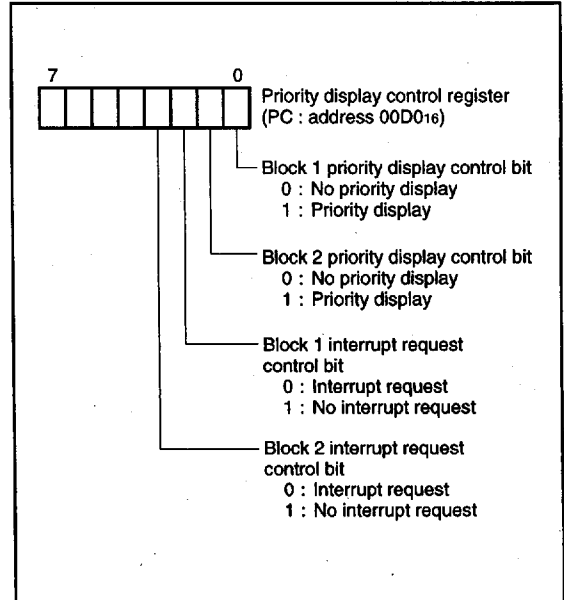 7 0
Priority display control register
(PC : address 00D016)
Block 1 priority display control bit
0 : No priority display
1 : Priority display
Block 2 priority display control bit
0 : No priority display
1 : Priority display
Block 1 interrupt request
control bit
0 : Interrupt request
1 : No interrupt request
Block 2 interrupt request
control bit
0 : Interrupt request
1 : No interrupt request